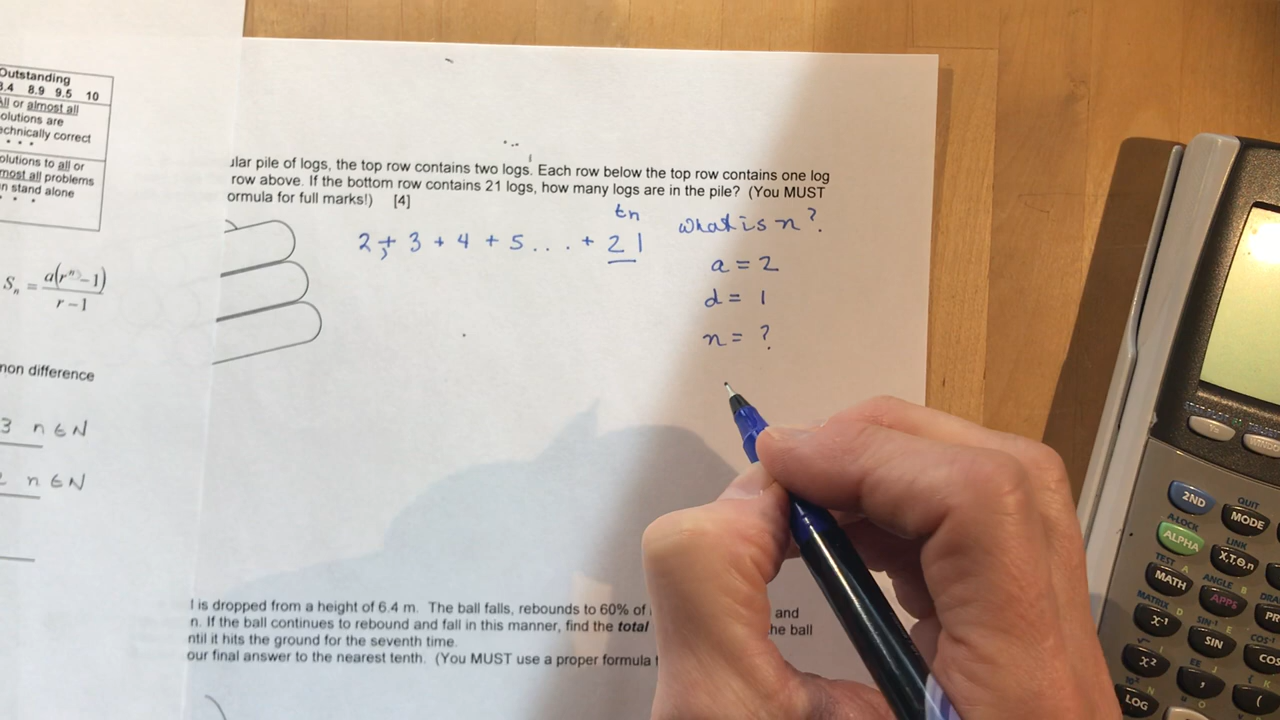 Outstanding
8.4 8.9 9.5 10
All or almost all
solutions are
technically correct
• • •
solutions to all or
most all problems
n stand alone
• • •
ular pile of logs, the top row contains two logs. Each row below the top row contains one log
row above. If the bottom row contains 21 logs, how many logs are in the pile? (You MUST
ormula for full marks!) [4]
tn
2 + 3 + 4 + 5 ... + 21
what is n?
a = 2
d = 1
n = ?
Sₙ = a(rⁿ – 1) / r – 1
non difference
3 n ∈ N
2 n ∈ N
l is dropped from a height of 6.4 m. The ball falls, rebounds to 60% of and
n. If the ball continues to rebound and fall in this manner, find the total he ball
ntil it hits the ground for the seventh time.
our final answer to the nearest tenth. (You MUST use a proper formula
2ND
QUIT
MODE
A-LOCK
ALPHA
LINK
X,T,θ,n
TEST A
MATH
ANGLE B
APPS
DRA
PR
MATRIX D
x⁻¹
SIN⁻¹ E
SIN
COS⁻¹
COS
√
x²
EE J
,
{ K
(
10ˣ N
LOG